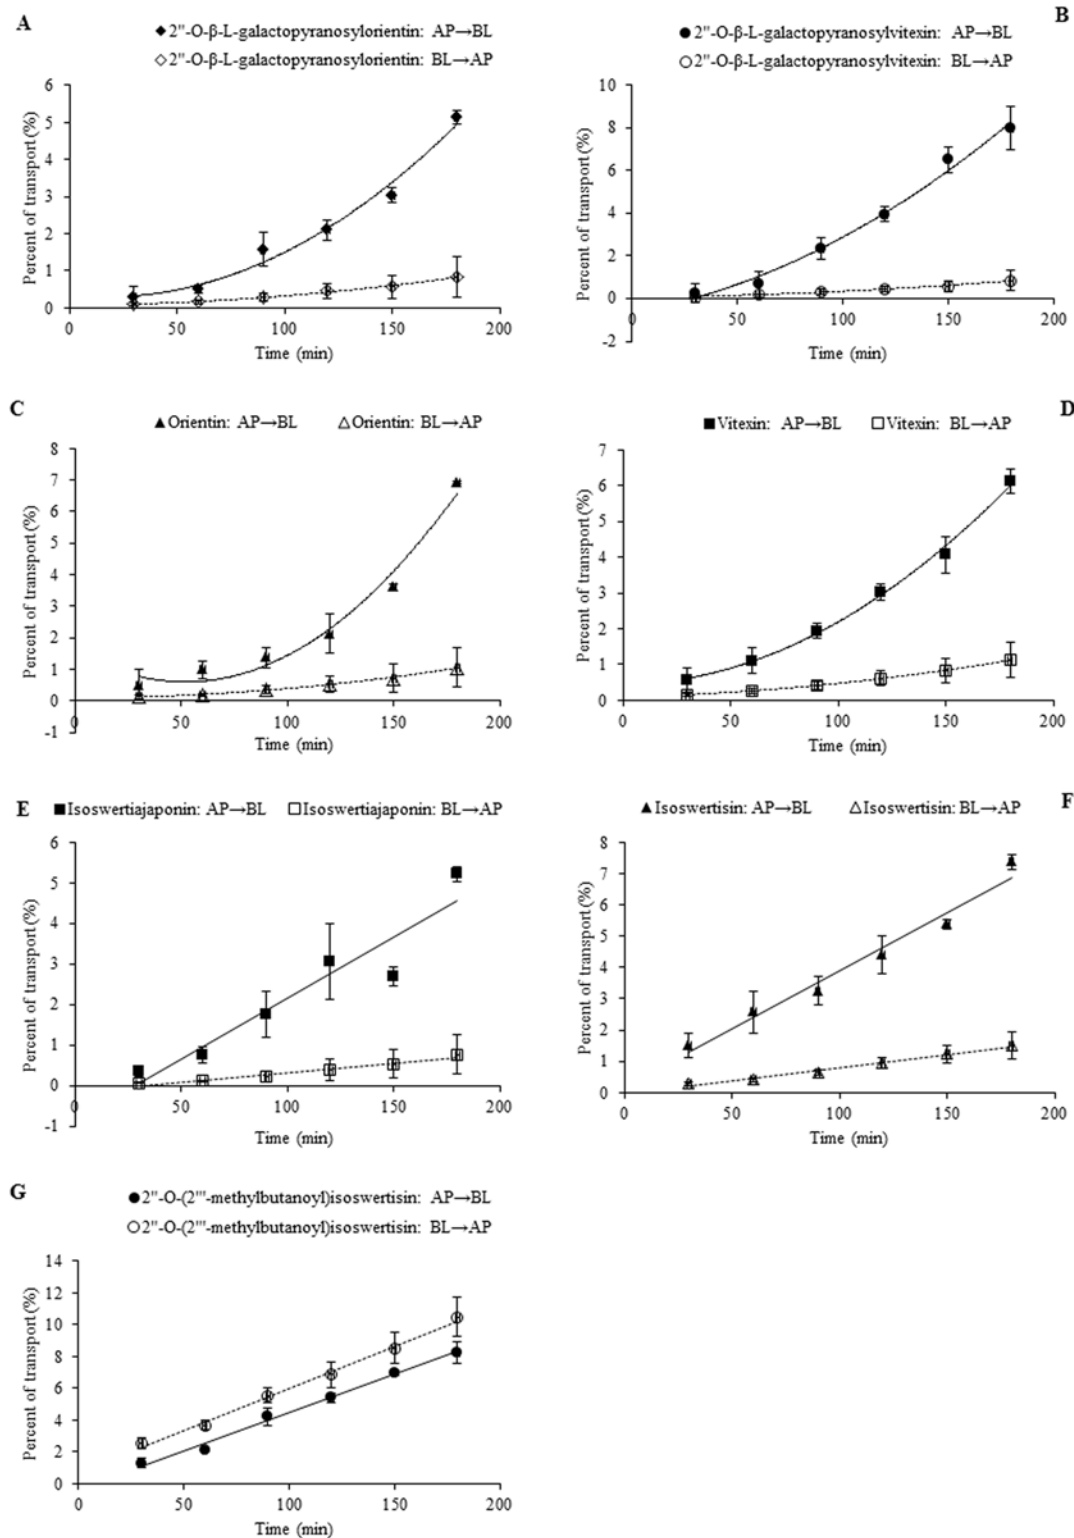 A
2''-O-β-L-galactopyranosylorientin: AP→BL
2''-O-β-L-galactopyranosylorientin: BL→AP
6
5
4
3
2
1
0
0 50 100 150 200
Percent of transport (%)
Time (min)
B
2''-O-β-L-galactopyranosylvitexin: AP→BL
2''-O-β-L-galactopyranosylvitexin: BL→AP
10
8
6
4
2
0
-2
0 50 100 150 200
Percent of transport (%)
Time (min)
C
Orientin: AP→BL Orientin: BL→AP
8
7
6
5
4
3
2
1
0
-1
0 50 100 150 200
Percent of transport (%)
Time (min)
D
Vitexin: AP→BL Vitexin: BL→AP
7
6
5
4
3
2
1
0
0 50 100 150 200
Percent of transport (%)
Time (min)
E
Isoswertiajaponin: AP→BL Isoswertiajaponin: BL→AP
6
5
4
3
2
1
0
-1
0 50 100 150 200
Percent of transport (%)
Time (min)
F
Isoswertisin: AP→BL Isoswertisin: BL→AP
8
7
6
5
4
3
2
1
0
0 50 100 150 200
Percent of transport (%)
Time (min)
G
2''-O-(2'''-methylbutanoyl)isoswertisin: AP→BL
2''-O-(2'''-methylbutanoyl)isoswertisin: BL→AP
14
12
10
8
6
4
2
0
0 50 100 150 200
Percent of transport (%)
Time (min)